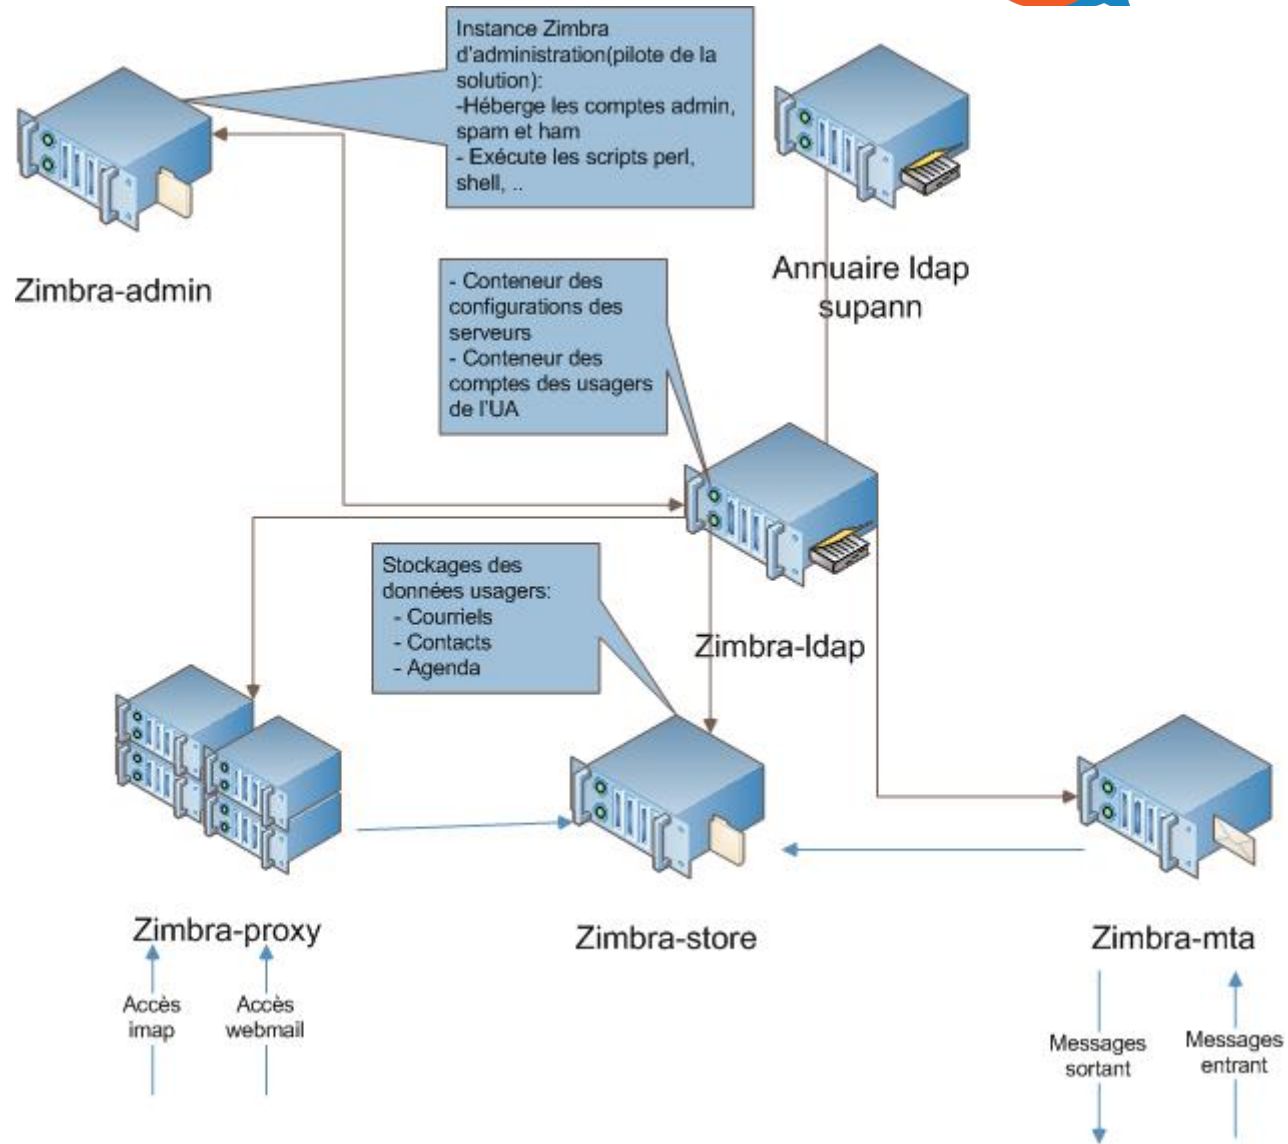 Instance Zimbra
d'administration(pilote de la
solution):
-Héberge les comptes admin,
spam et ham
- Exécute les scripts perl,
shell, ..
Zimbra-admin
Annuaire ldap
supann
- Conteneur des
configurations des
serveurs
- Conteneur des
comptes des usagers
de l'UA
Stockages des
données usagers:
- Courriels
- Contacts
- Agenda
Zimbra-ldap
Zimbra-proxy
Zimbra-store
Zimbra-mta
Accès
imap
Accès
webmail
Messages
sortant
Messages
entrant